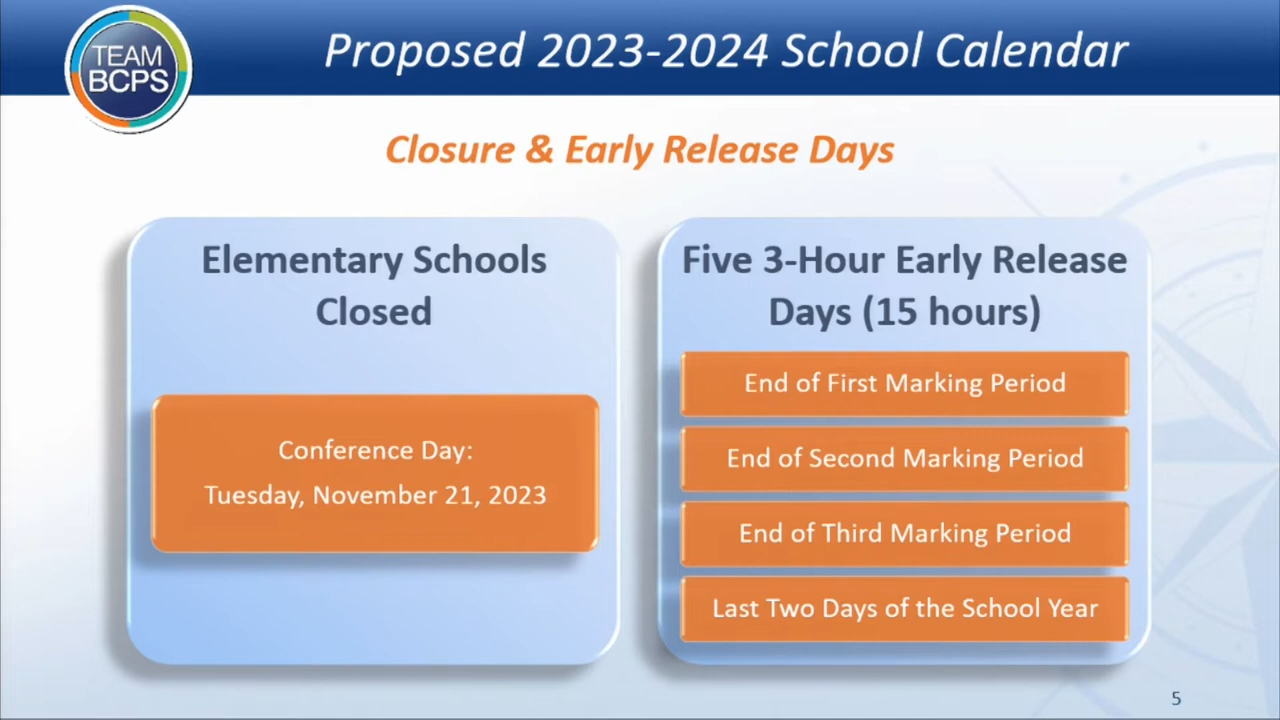 TEAM
BCPS
Proposed 2023-2024 School Calendar
Closure & Early Release Days
Elementary Schools
Closed
Conference Day:
Tuesday, November 21, 2023
Five 3-Hour Early Release
Days (15 hours)
End of First Marking Period
End of Second Marking Period
End of Third Marking Period
Last Two Days of the School Year
5